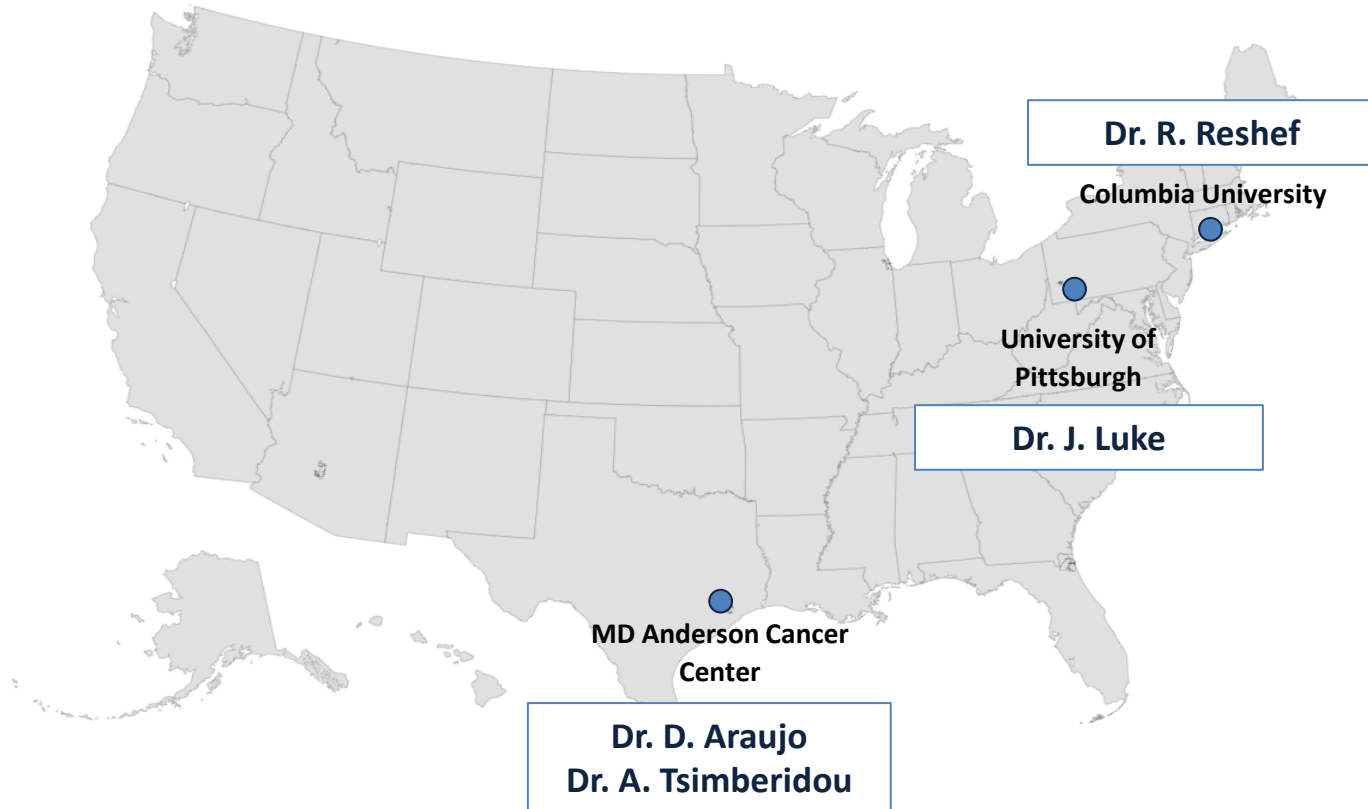 Dr. R. Reshef
Columbia University
University of
Pittsburgh
Dr. J. Luke
MD Anderson Cancer
Center
Dr. D. Araujo
Dr. A. Tsimberidou